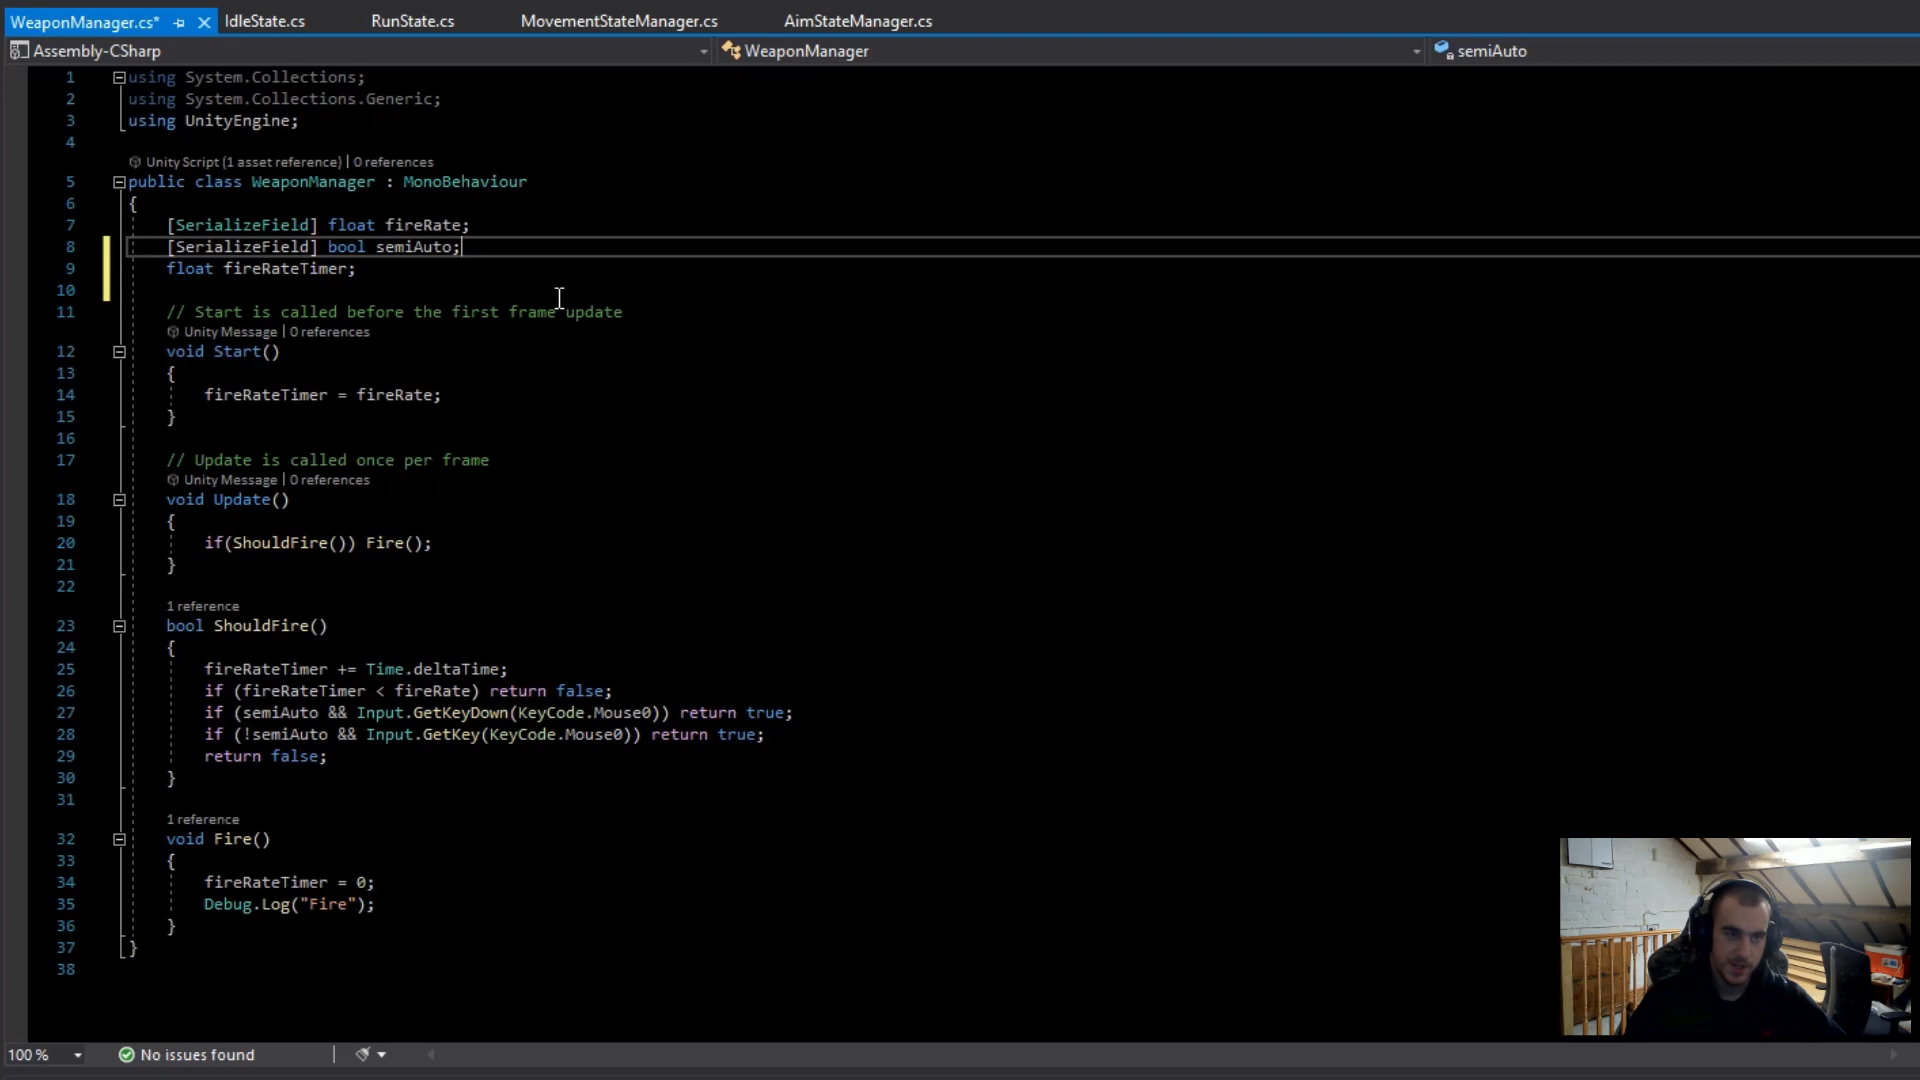 WeaponManager.cs* IdleState.cs RunState.cs MovementStateManager.cs AimStateManager.cs
Assembly-CSharp WeaponManager semiAuto
1 using System.Collections;
2 using System.Collections.Generic;
3 using UnityEngine;
4
Unity Script (1 asset reference) | 0 references
5 public class WeaponManager : MonoBehaviour
6 {
7 [SerializeField] float fireRate;
8 [SerializeField] bool semiAuto;
9 float fireRateTimer;
10
11 // Start is called before the first frame update
Unity Message | 0 references
12 void Start()
13 {
14 fireRateTimer = fireRate;
15 }
16
17 // Update is called once per frame
Unity Message | 0 references
18 void Update()
19 {
20 if(ShouldFire()) Fire();
21 }
22
1 reference
23 bool ShouldFire()
24 {
25 fireRateTimer += Time.deltaTime;
26 if (fireRateTimer < fireRate) return false;
27 if (semiAuto && Input.GetKeyDown(KeyCode.Mouse0)) return true;
28 if (!semiAuto && Input.GetKey(KeyCode.Mouse0)) return true;
29 return false;
30 }
31
1 reference
32 void Fire()
33 {
34 fireRateTimer = 0;
35 Debug.Log("Fire");
36 }
37 }
38
100 % No issues found